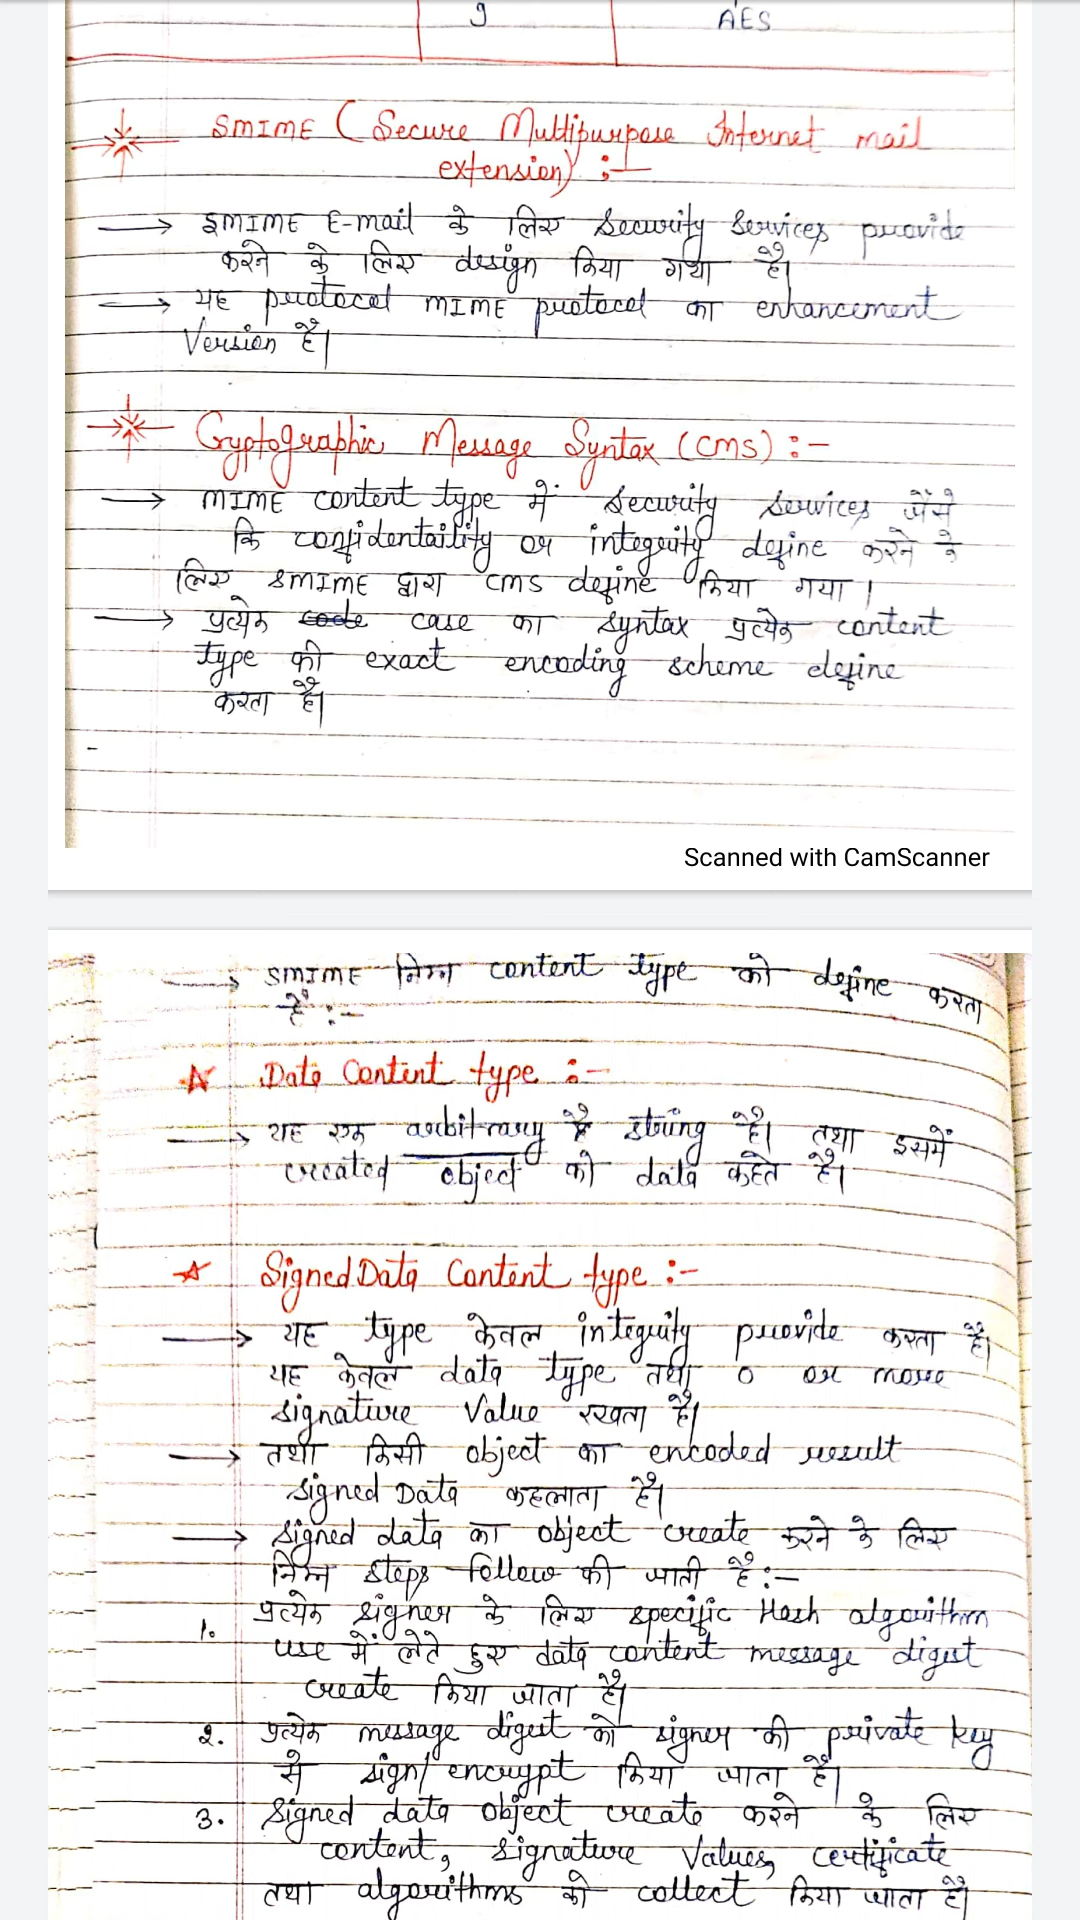 g AES
SMIME (Secure Multipurpose Internet mail
extension) :-
→ SMIME E-mail के लिए Security Services provide
करने के लिए design किया गया है।
→ यह protocol MIME protocol का enhancement
Version है।
Cryptographic Message Syntax (CMS) :-
→ MIME content type में security services जैसे
कि confidentaility or integrity define करने के
लिए SMIME द्वारा CMS define किया गया।
→ प्रत्येक code case का syntax प्रत्येक content
type की exact encoding scheme define
करता है।
-
Scanned with CamScanner
→ SMIME निम्न content type को define करता
है :-
Data Content type :-
→ यह एक arbitrary है string है। तथा इसमें
created object को data कहते है।
Signed Data Content type :-
→ यह type केवल integrity provide करता है।
यह केवल data type तथा 0 or more
signature Value रखता है।
→ तथा किसी object का encoded result
signed Data कहलाता है।
→ signed data का object create करने के लिए
निम्न steps follow की जाती है :-
1. प्रत्येक signer के लिए specific Hash algorithm
use में लेते हुए data content message digest
create किया जाता है।
2. प्रत्येक message digest को signer की private key
से sign/encrypt किया जाता है।
3. Signed data object create करने के लिए
content, signature Values, certificate
तथा algorithms को collect किया जाता है।